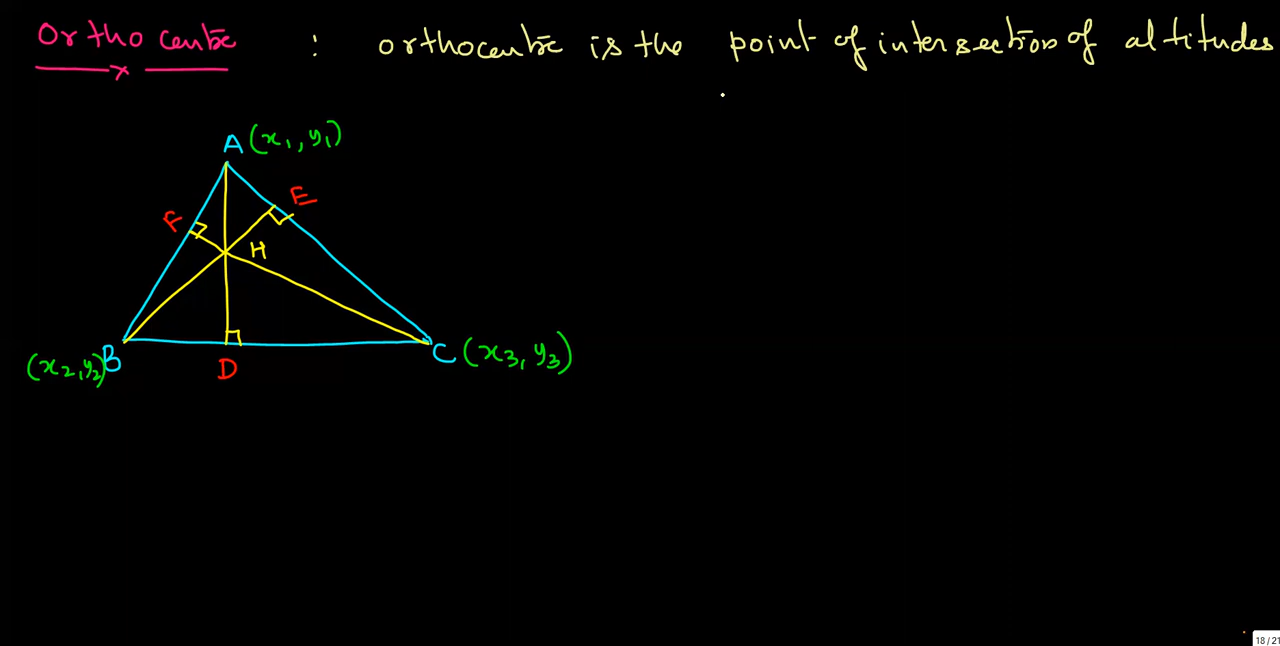 Orthocentre : orthocentre is the point of intersection of altitudes
A (x₁, y₁)
E
F
H
(x₂, y₂) B
C (x₃, y₃)
D
18 / 21